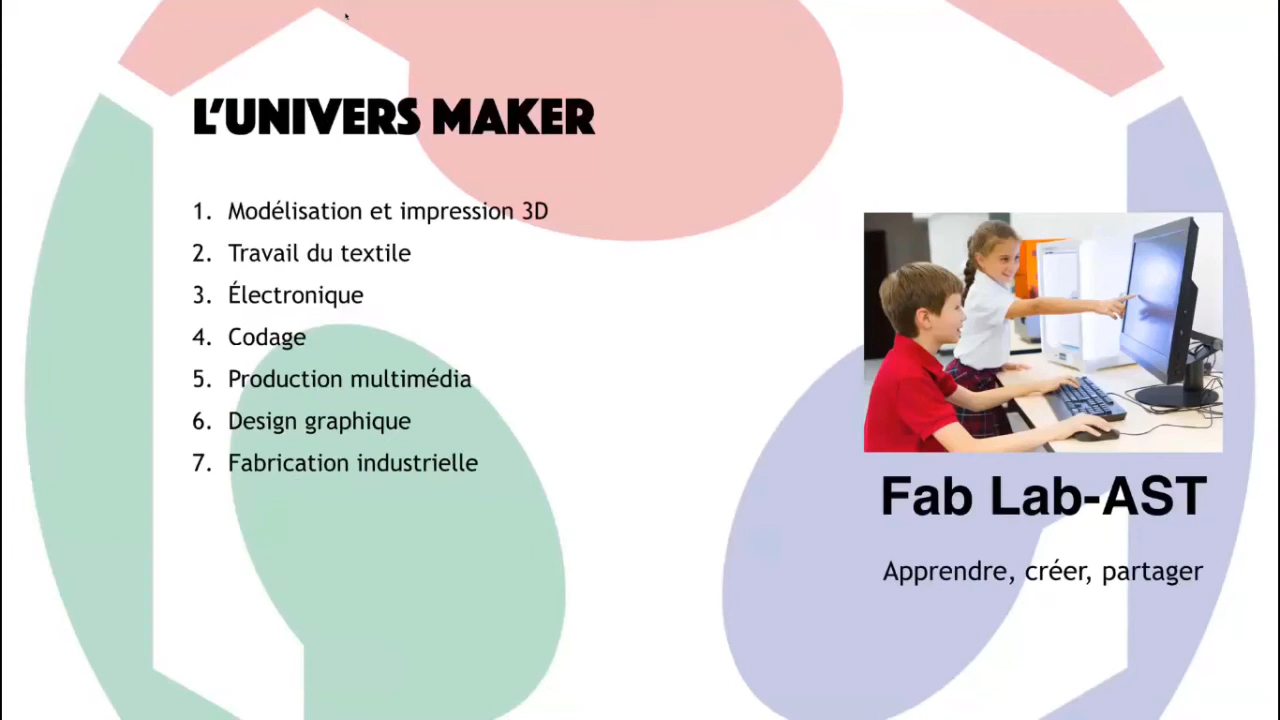 L'UNIVERS MAKER
1. Modélisation et impression 3D
2. Travail du textile
3. Électronique
4. Codage
5. Production multimédia
6. Design graphique
7. Fabrication industrielle
Fab Lab-AST
Apprendre, créer, partager